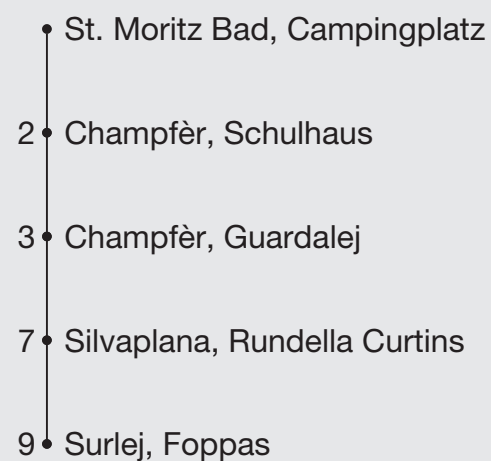 St. Moritz Bad, Campingplatz
2 Champfèr, Schulhaus
3 Champfèr, Guardalej
7 Silvaplana, Rundella Curtins
9 Surlej, Foppas